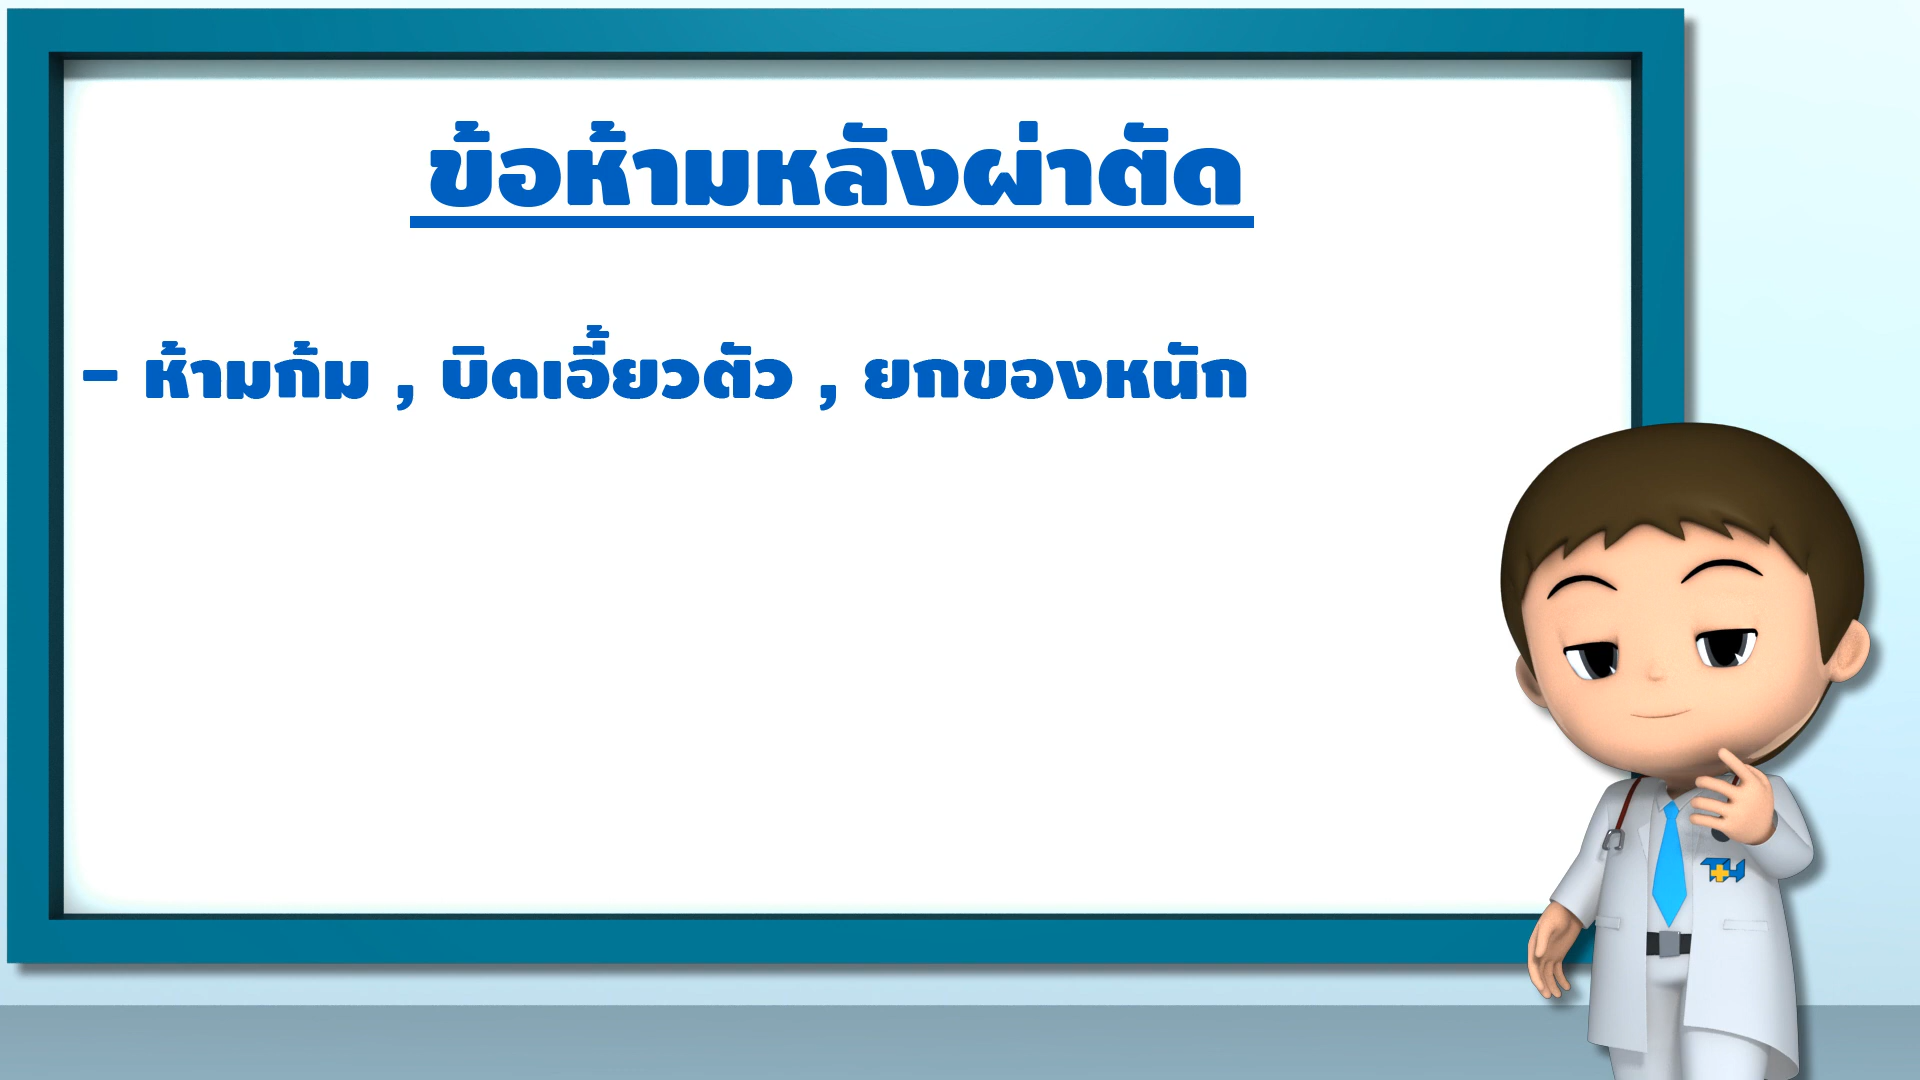 ข้อห้ามหลังผ่าตัด
- ห้ามก้ม , บิดเอี้ยวตัว , ยกของหนัก
TH